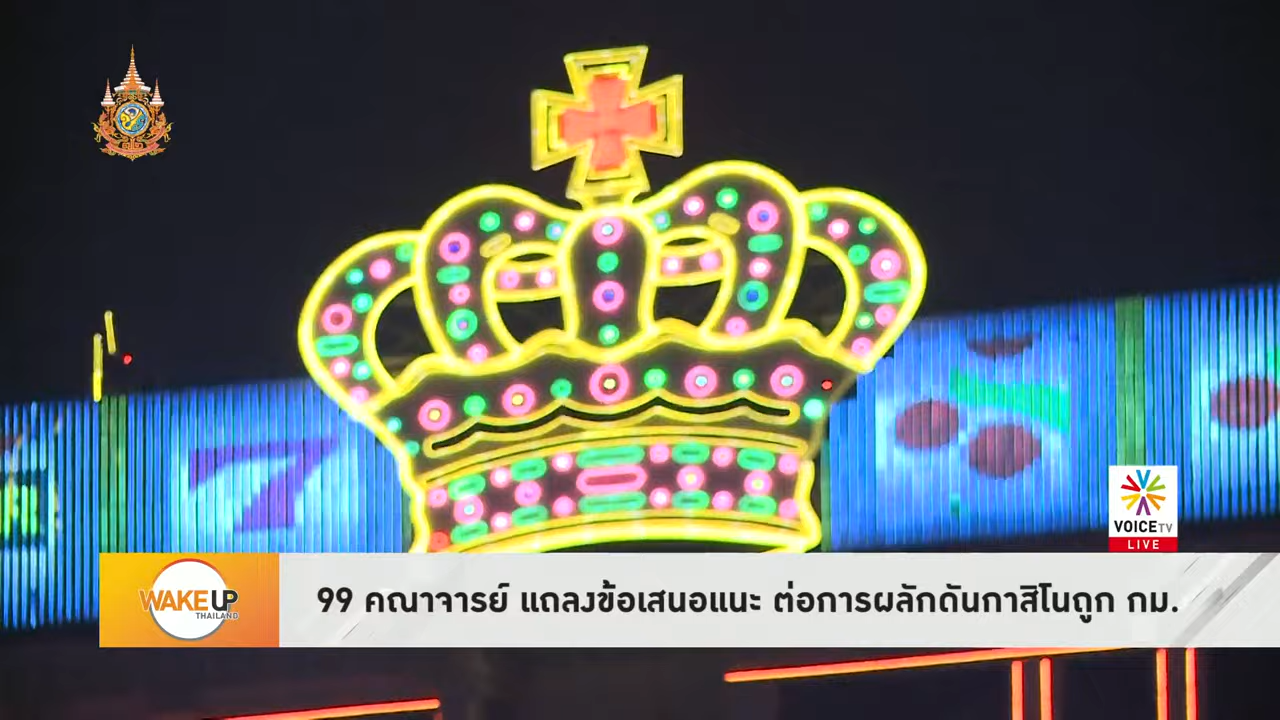 7
VOICE TV
LIVE
WAKE UP
THAILAND
99 คณาจารย์ แถลงข้อเสนอแนะ ต่อการผลักดันกาสิโนถูก กม.